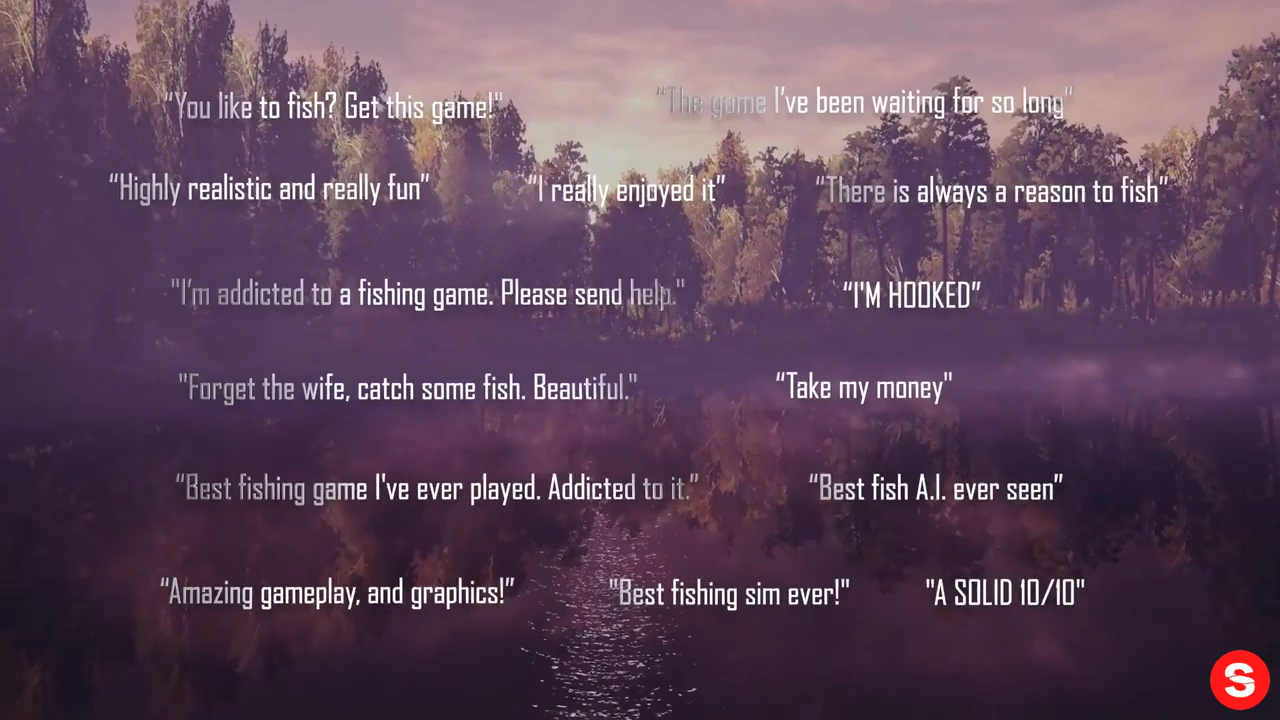 “You like to fish? Get this game!"
“The game I’ve been waiting for so long”
“Highly realistic and really fun”
“I really enjoyed it”
“There is always a reason to fish”
"I’m addicted to a fishing game. Please send help."
“I'M HOOKED”
"Forget the wife, catch some fish. Beautiful."
“Take my money"
“Best fishing game I've ever played. Addicted to it.”
“Best fish A.I. ever seen”
“Amazing gameplay, and graphics!”
"Best fishing sim ever!"
"A SOLID 10/10"
S